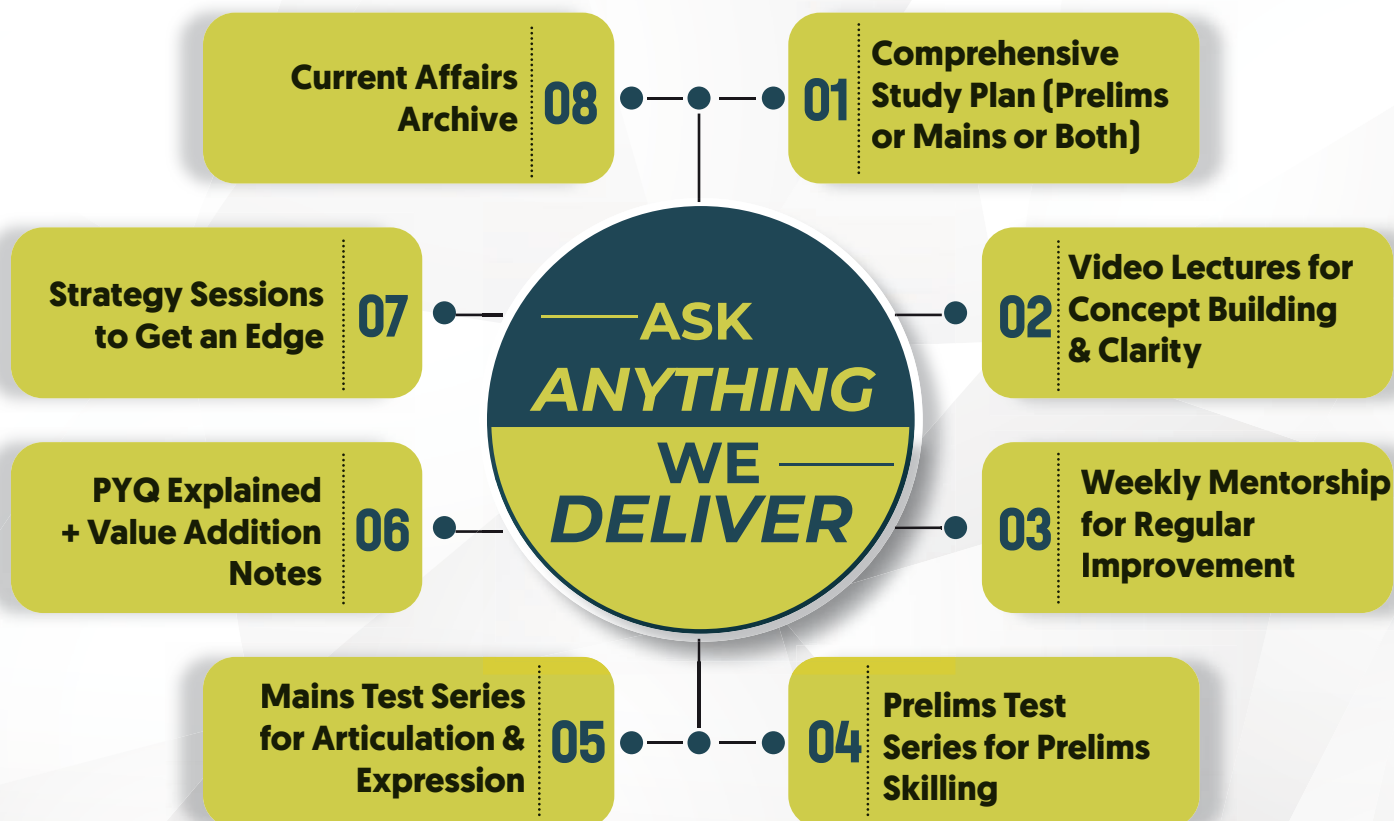 Current Affairs
Archive
08
01
Comprehensive
Study Plan (Prelims
or Mains or Both)
Strategy Sessions
to Get an Edge
07
02
Video Lectures for
Concept Building
& Clarity
ASK
ANYTHING
WE
DELIVER
PYQ Explained
+ Value Addition
Notes
06
03
Weekly Mentorship
for Regular
Improvement
Mains Test Series
for Articulation &
Expression
05
04
Prelims Test
Series for Prelims
Skilling